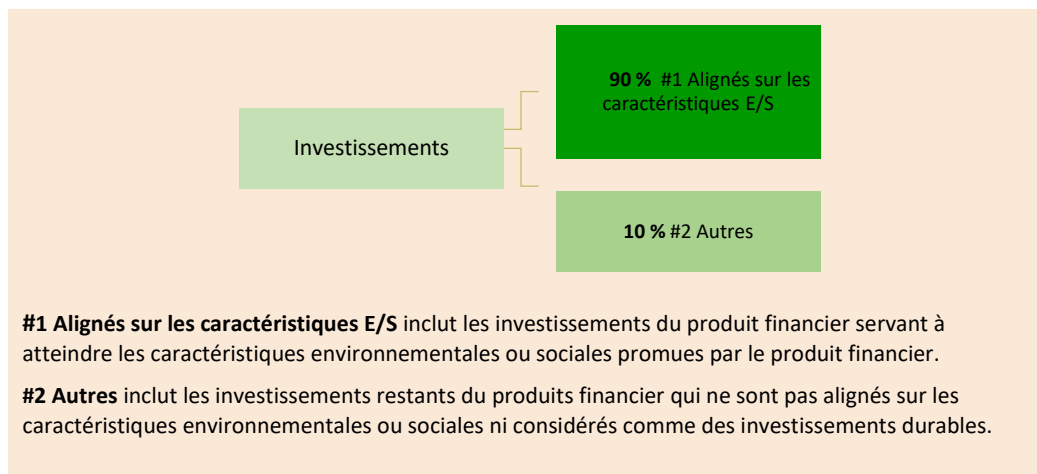 90 % #1 Alignés sur les
caractéristiques E/S
Investissements
10 % #2 Autres
#1 Alignés sur les caractéristiques E/S inclut les investissements du produit financier servant à
atteindre les caractéristiques environnementales ou sociales promues par le produit financier.
#2 Autres inclut les investissements restants du produits financier qui ne sont pas alignés sur les
caractéristiques environnementales ou sociales ni considérés comme des investissements durables.